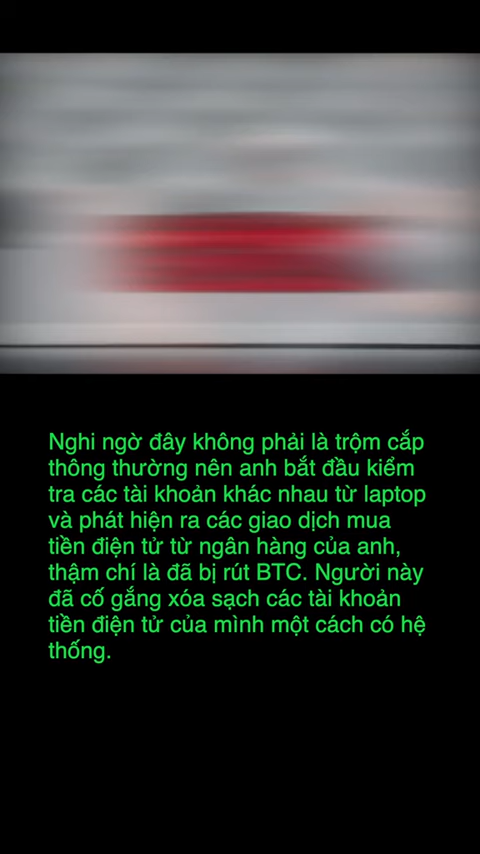 Nghi ngờ đây không phải là trộm cắp
thông thường nên anh bắt đầu kiểm
tra các tài khoản khác nhau từ laptop
và phát hiện ra các giao dịch mua
tiền điện tử từ ngân hàng của anh,
thậm chí là đã bị rút BTC. Người này
đã cố gắng xóa sạch các tài khoản
tiền điện tử của mình một cách có hệ
thống.